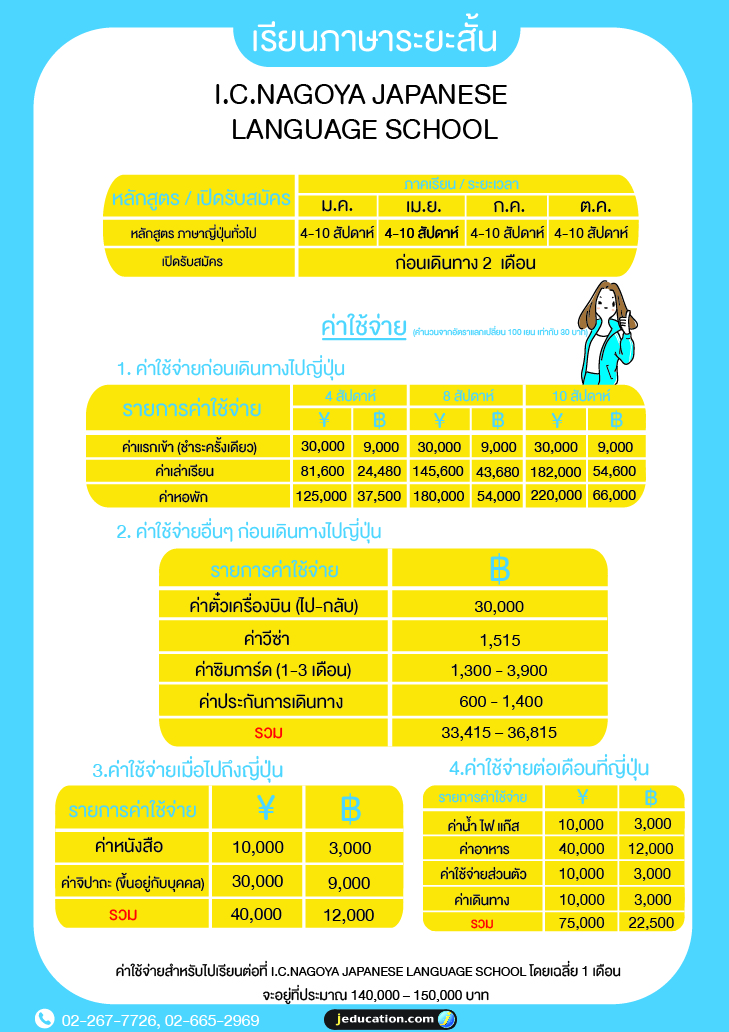 เรียนภาษาระยะสั้น
I.C.NAGOYA JAPANESE
LANGUAGE SCHOOL
หลักสูตร / เปิดรับสมัคร ภาคเรียน / ระยะเวลา
ม.ค. เม.ย. ก.ค. ต.ค.
หลักสูตร ภาษาญี่ปุ่นทั่วไป 4-10 สัปดาห์ 4-10 สัปดาห์ 4-10 สัปดาห์ 4-10 สัปดาห์
เปิดรับสมัคร ก่อนเดินทาง 2 เดือน
ค่าใช้จ่าย (คำนวนจากอัตราแลกเปลี่ยน 100 เยน เท่ากับ 30 บาท)
1. ค่าใช้จ่ายก่อนเดินทางไปญี่ปุ่น
รายการค่าใช้จ่าย 4 สัปดาห์ 8 สัปดาห์ 10 สัปดาห์
¥ ฿ ¥ ฿ ¥ ฿
ค่าแรกเข้า (ชำระครั้งเดียว) 30,000 9,000 30,000 9,000 30,000 9,000
ค่าเล่าเรียน 81,600 24,480 145,600 43,680 182,000 54,600
ค่าหอพัก 125,000 37,500 180,000 54,000 220,000 66,000
2. ค่าใช้จ่ายอื่นๆ ก่อนเดินทางไปญี่ปุ่น
รายการค่าใช้จ่าย ฿
ค่าตั๋วเครื่องบิน (ไป-กลับ) 30,000
ค่าวีซ่า 1,515
ค่าซิมการ์ด (1-3 เดือน) 1,300 - 3,900
ค่าประกันการเดินทาง 600 - 1,400
รวม 33,415 – 36,815
3.ค่าใช้จ่ายเมื่อไปถึงญี่ปุ่น
รายการค่าใช้จ่าย ¥ ฿
ค่าหนังสือ 10,000 3,000
ค่าจิปาถะ (ขึ้นอยู่กับบุคคล) 30,000 9,000
รวม 40,000 12,000
4.ค่าใช้จ่ายต่อเดือนที่ญี่ปุ่น
รายการค่าใช้จ่าย ¥ ฿
ค่าน้ำ ไฟ แก๊ส 10,000 3,000
ค่าอาหาร 40,000 12,000
ค่าใช้จ่ายส่วนตัว 10,000 3,000
ค่าเดินทาง 10,000 3,000
รวม 75,000 22,500
ค่าใช้จ่ายสำหรับไปเรียนต่อที่ I.C.NAGOYA JAPANESE LANGUAGE SCHOOL โดยเฉลี่ย 1 เดือน
จะอยู่ที่ประมาณ 140,000 – 150,000 บาท
02-267-7726, 02-665-2969
jeducation.com